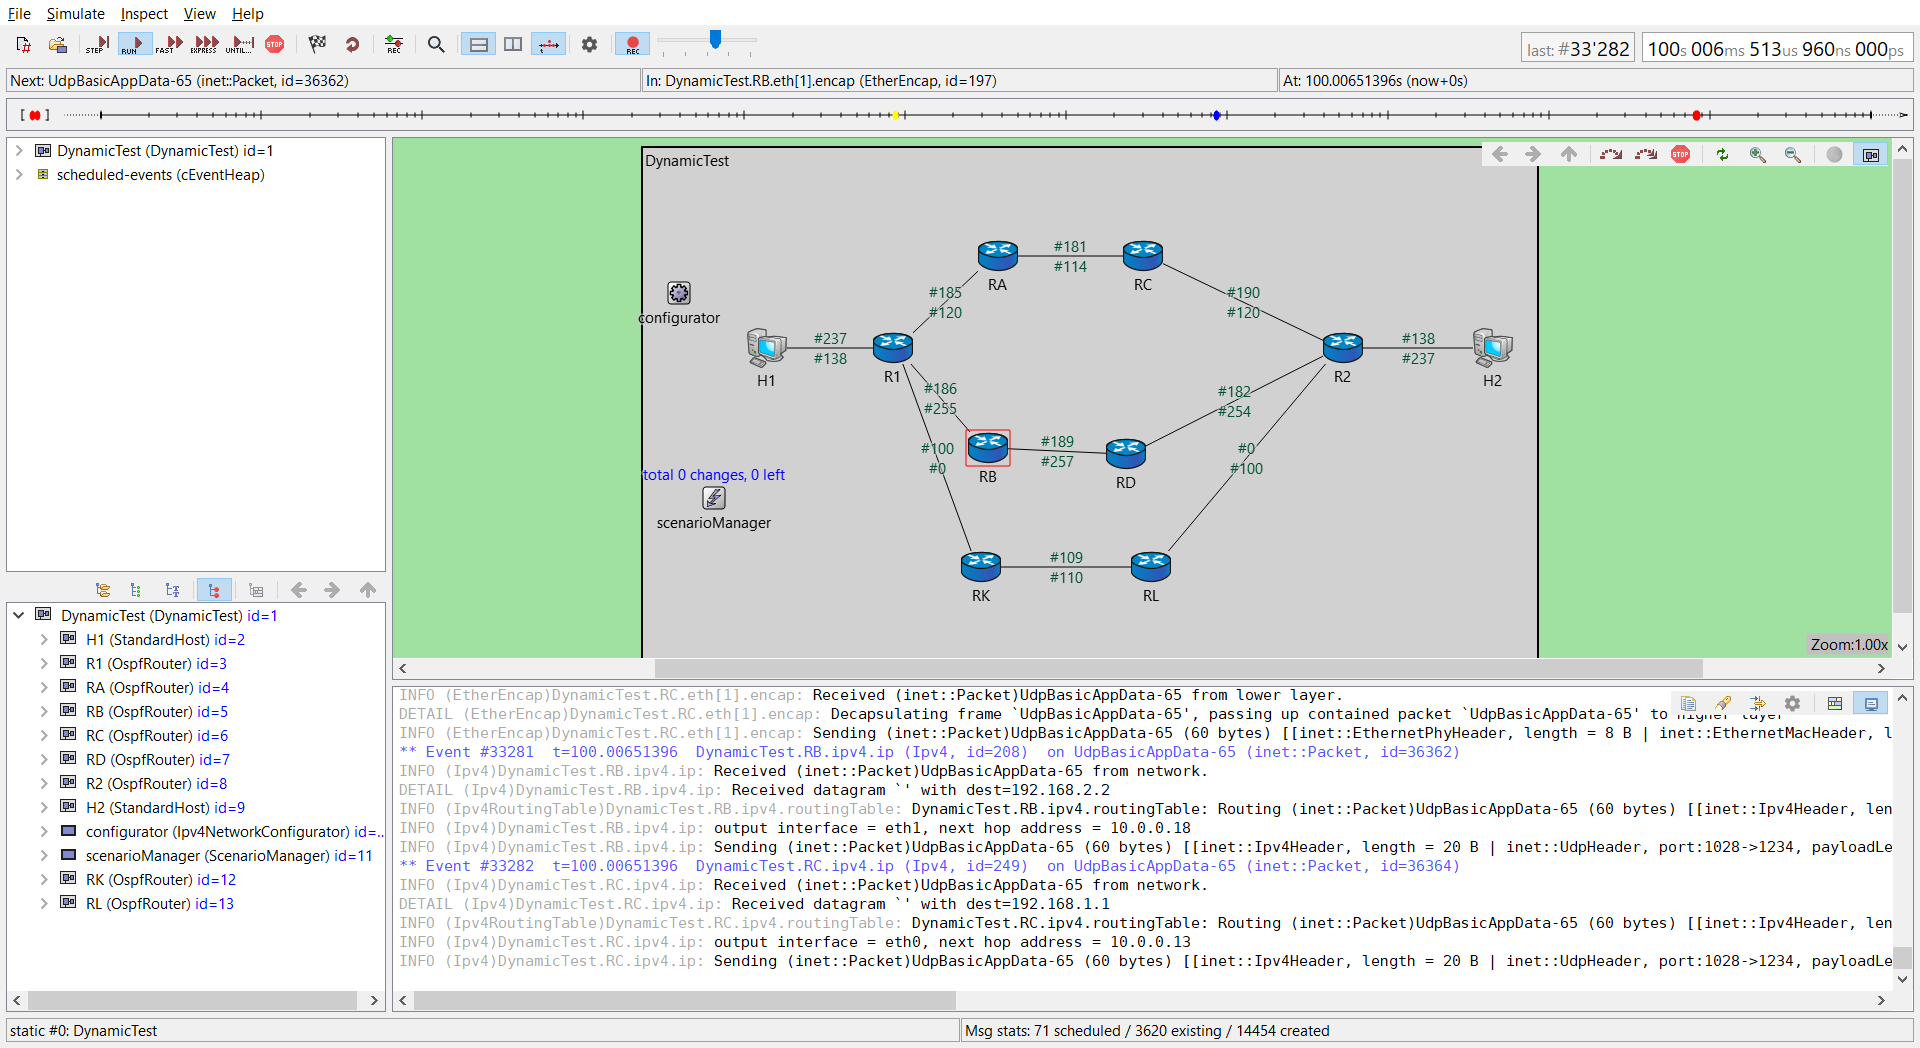 File Simulate Inspect View Help
STEP RUN FAST EXPRESS UNTIL... STOP REC REC
last: #33'282 100s 006ms 513us 960ns 000ps
Next: UdpBasicAppData-65 (inet::Packet, id=36362) In: DynamicTest.RB.eth[1].encap (EtherEncap, id=197) At: 100.00651396s (now+0s)
DynamicTest (DynamicTest) id=1
scheduled-events (cEventHeap)
DynamicTest (DynamicTest) id=1
H1 (StandardHost) id=2
R1 (OspfRouter) id=3
RA (OspfRouter) id=4
RB (OspfRouter) id=5
RC (OspfRouter) id=6
RD (OspfRouter) id=7
R2 (OspfRouter) id=8
H2 (StandardHost) id=9
configurator (Ipv4NetworkConfigurator) id=..
scenarioManager (ScenarioManager) id=11
RK (OspfRouter) id=12
RL (OspfRouter) id=13
DynamicTest
STOP
#181
#114
RA
RC
#185
#120
#190
#120
configurator
#237
#138
#138
#237
H1
R1
R2
H2
#186
#255
#182
#254
#100
#0
#189
#257
#0
#100
RB
RD
total 0 changes, 0 left
scenarioManager
#109
#110
RK
RL
Zoom:1.00x
INFO (EtherEncap)DynamicTest.RC.eth[1].encap: Received (inet::Packet)UdpBasicAppData-65 from lower layer.
DETAIL (EtherEncap)DynamicTest.RC.eth[1].encap: Decapsulating frame `UdpBasicAppData-65', passing up contained packet `UdpBasicAppData-65' to higher layer
INFO (EtherEncap)DynamicTest.RC.eth[1].encap: Sending (inet::Packet)UdpBasicAppData-65 (60 bytes) [[inet::EthernetPhyHeader, length = 8 B | inet::EthernetMacHeader, l
** Event #33281 t=100.00651396 DynamicTest.RB.ipv4.ip (Ipv4, id=208) on UdpBasicAppData-65 (inet::Packet, id=36362)
INFO (Ipv4)DynamicTest.RB.ipv4.ip: Received (inet::Packet)UdpBasicAppData-65 from network.
DETAIL (Ipv4)DynamicTest.RB.ipv4.ip: Received datagram `' with dest=192.168.2.2
INFO (Ipv4RoutingTable)DynamicTest.RB.ipv4.routingTable: DynamicTest.RB.ipv4.routingTable: Routing (inet::Packet)UdpBasicAppData-65 (60 bytes) [[inet::Ipv4Header, len
INFO (Ipv4)DynamicTest.RB.ipv4.ip: output interface = eth1, next hop address = 10.0.0.18
INFO (Ipv4)DynamicTest.RB.ipv4.ip: Sending (inet::Packet)UdpBasicAppData-65 (60 bytes) [[inet::Ipv4Header, length = 20 B | inet::UdpHeader, port:1028->1234, payloadLe
** Event #33282 t=100.00651396 DynamicTest.RC.ipv4.ip (Ipv4, id=249) on UdpBasicAppData-65 (inet::Packet, id=36364)
INFO (Ipv4)DynamicTest.RC.ipv4.ip: Received (inet::Packet)UdpBasicAppData-65 from network.
DETAIL (Ipv4)DynamicTest.RC.ipv4.ip: Received datagram `' with dest=192.168.1.1
INFO (Ipv4RoutingTable)DynamicTest.RC.ipv4.routingTable: DynamicTest.RC.ipv4.routingTable: Routing (inet::Packet)UdpBasicAppData-65 (60 bytes) [[inet::Ipv4Header, len
INFO (Ipv4)DynamicTest.RC.ipv4.ip: output interface = eth0, next hop address = 10.0.0.13
INFO (Ipv4)DynamicTest.RC.ipv4.ip: Sending (inet::Packet)UdpBasicAppData-65 (60 bytes) [[inet::Ipv4Header, length = 20 B | inet::UdpHeader, port:1028->1234, payloadLe
static #0: DynamicTest Msg stats: 71 scheduled / 3620 existing / 14454 created